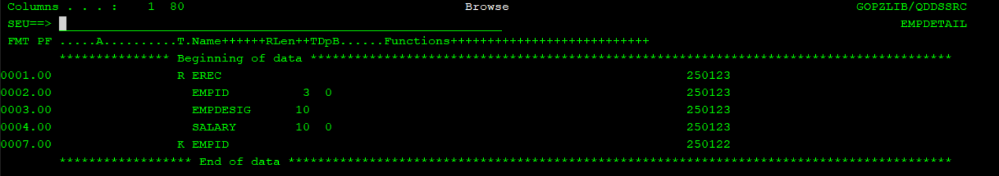 Columns . . . :    1  80                                      Browse                                               GOPZLIB/QDDSSRC
SEU==>                                                                                                                   EMPDETAIL
FMT PF .....A..........T.Name++++++RLen++TDpB......Functions+++++++++++++++++++++++++++
*************** Beginning of data ***************************************************************************************
0001.00                 R EREC                                                               250123
0002.00                   EMPID          3  0                                                250123
0003.00                   EMPDESIG      10                                                   250123
0004.00                   SALARY        10  0                                                250123
0007.00                 K EMPID                                                              250122
****************** End of data ******************************************************************************************